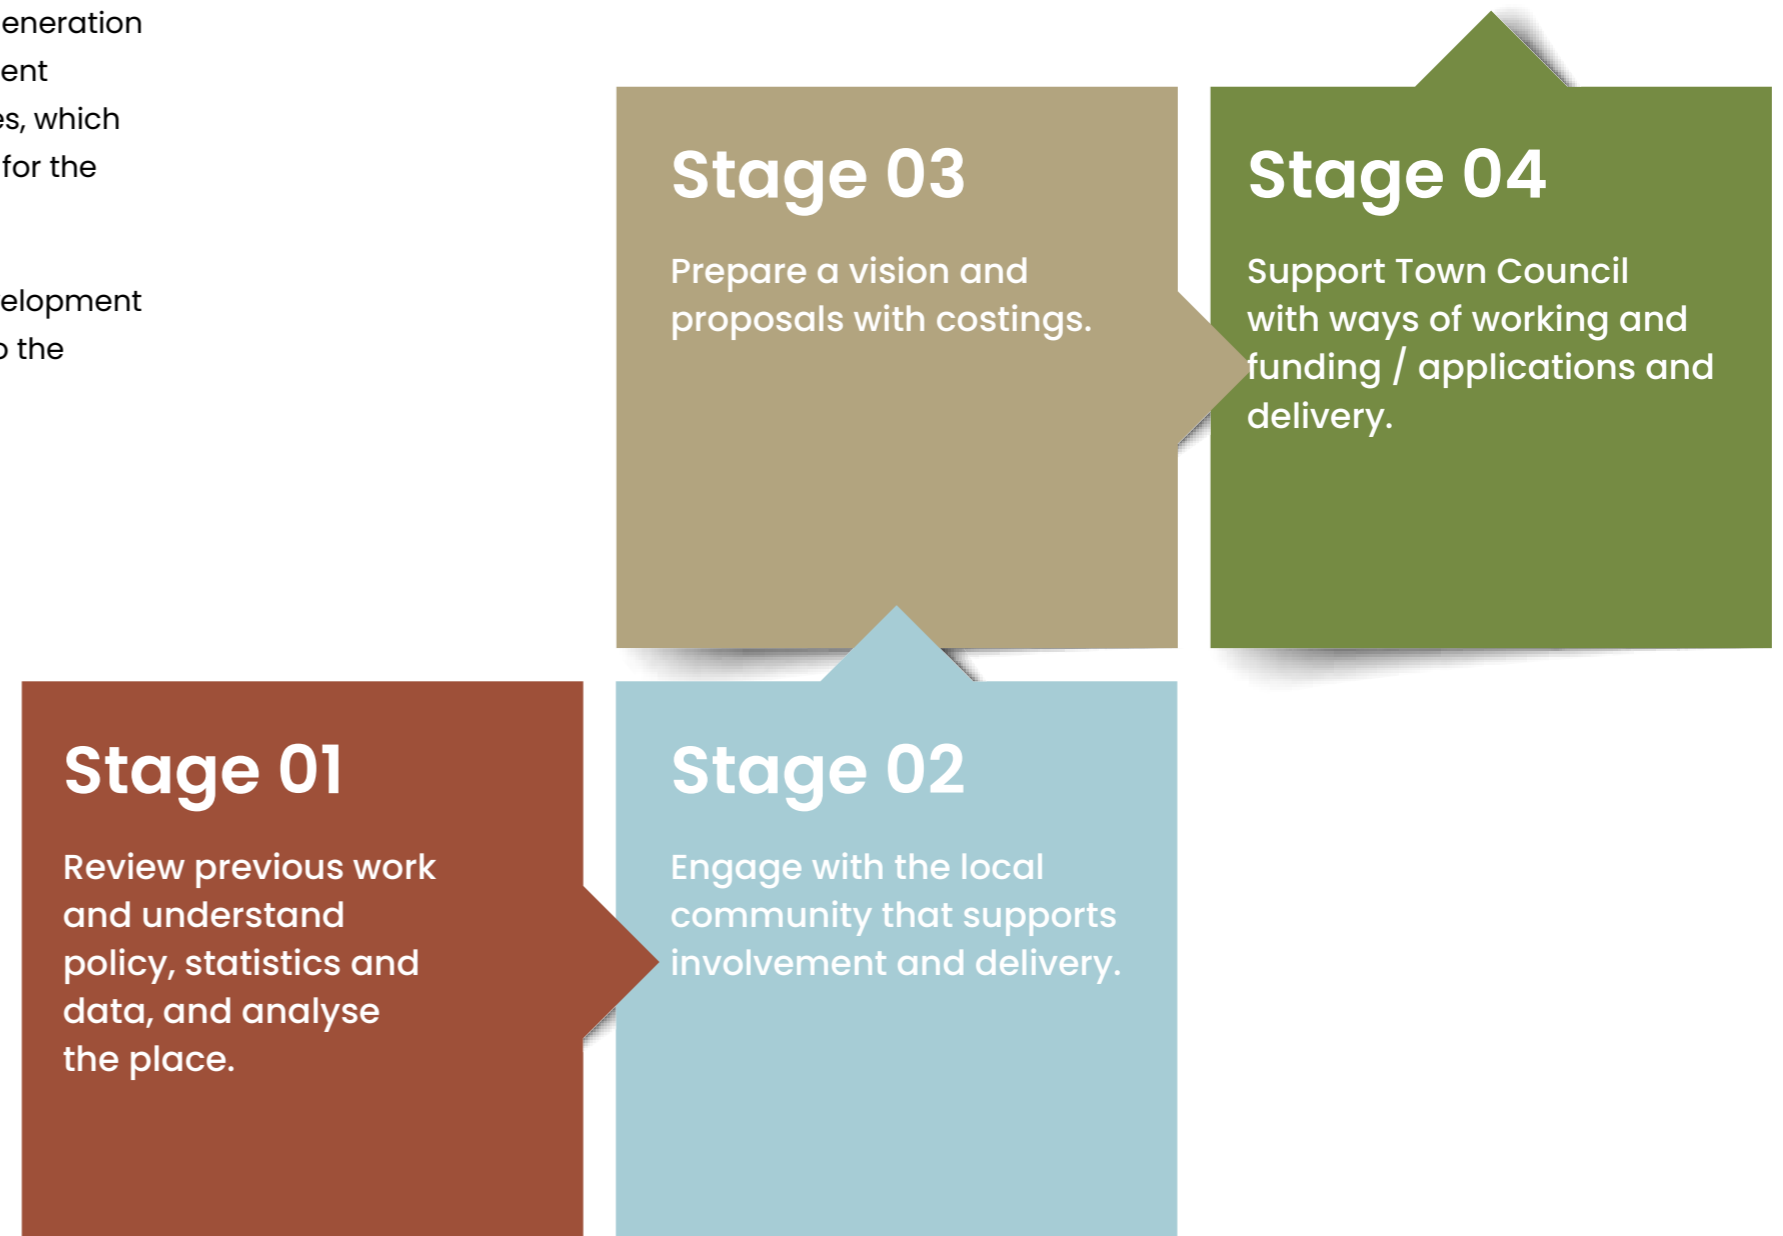 eneration
ent
es, which
for the
velopment
o the
Stage 03
Prepare a vision and
proposals with costings.
Stage 04
Support Town Council
with ways of working and
funding / applications and
delivery.
Stage 01
Review previous work
and understand
policy, statistics and
data, and analyse
the place.
Stage 02
Engage with the local
community that supports
involvement and delivery.